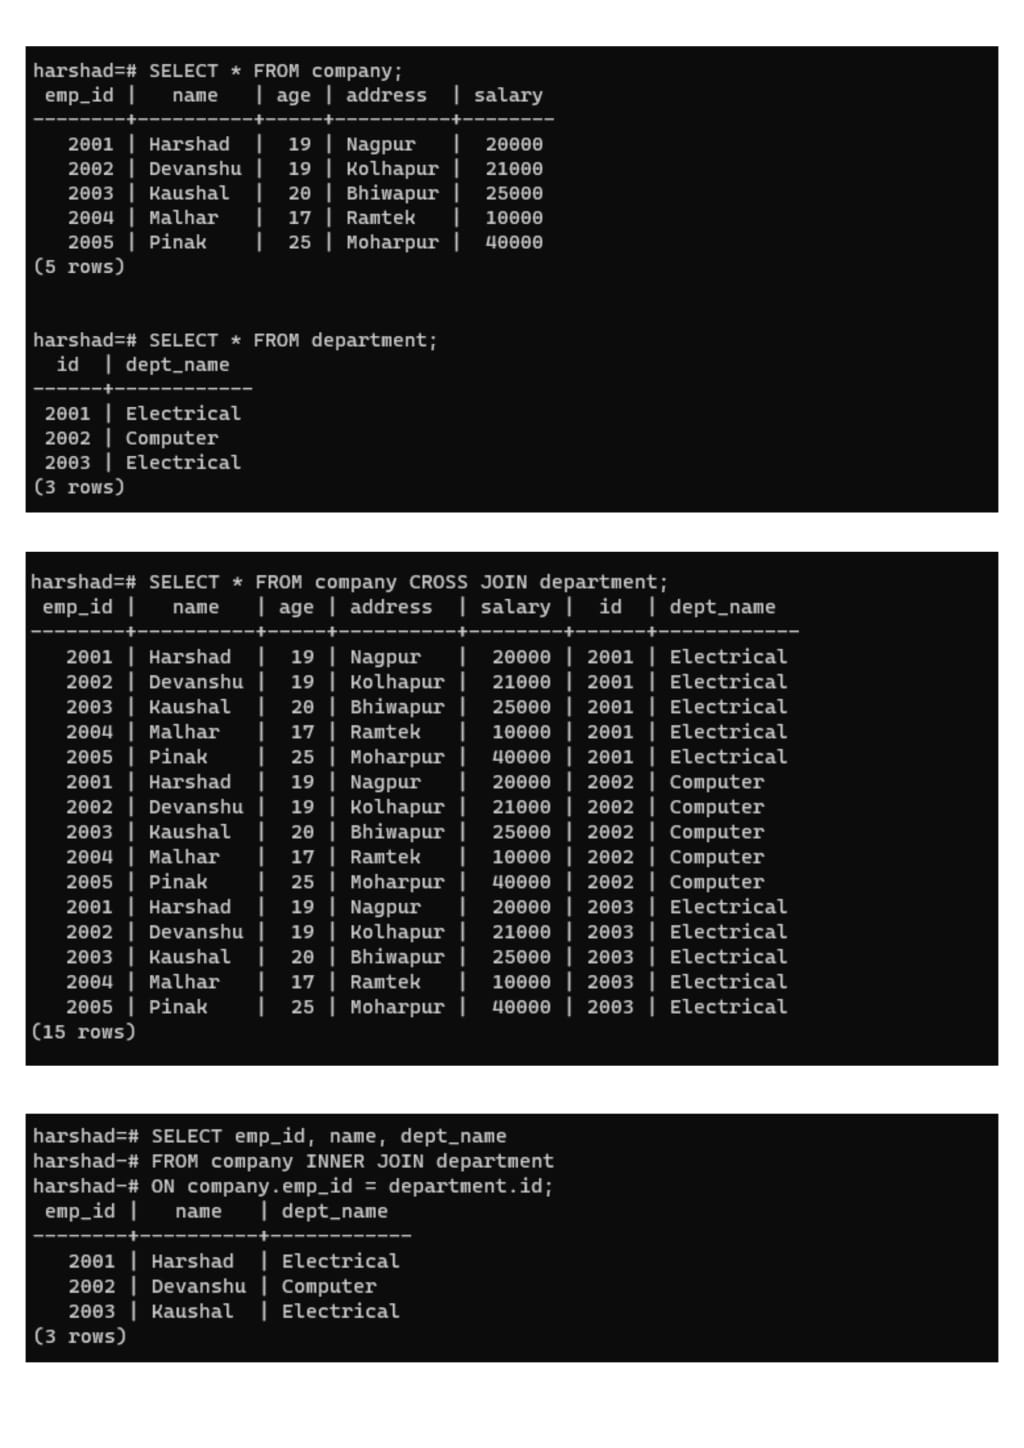 harshad=# SELECT * FROM company;
 emp_id |   name   | age | address  | salary
--------+----------+-----+----------+--------
   2001 | Harshad  |  19 | Nagpur   |  20000
   2002 | Devanshu |  19 | Kolhapur |  21000
   2003 | Kaushal  |  20 | Bhiwapur |  25000
   2004 | Malhar   |  17 | Ramtek   |  10000
   2005 | Pinak    |  25 | Moharpur |  40000
(5 rows)
harshad=# SELECT * FROM department;
  id  | dept_name
------+------------
 2001 | Electrical
 2002 | Computer
 2003 | Electrical
(3 rows)
harshad=# SELECT * FROM company CROSS JOIN department;
 emp_id |   name   | age | address  | salary |  id  | dept_name
--------+----------+-----+----------+--------+------+------------
   2001 | Harshad  |  19 | Nagpur   |  20000 | 2001 | Electrical
   2002 | Devanshu |  19 | Kolhapur |  21000 | 2001 | Electrical
   2003 | Kaushal  |  20 | Bhiwapur |  25000 | 2001 | Electrical
   2004 | Malhar   |  17 | Ramtek   |  10000 | 2001 | Electrical
   2005 | Pinak    |  25 | Moharpur |  40000 | 2001 | Electrical
   2001 | Harshad  |  19 | Nagpur   |  20000 | 2002 | Computer
   2002 | Devanshu |  19 | Kolhapur |  21000 | 2002 | Computer
   2003 | Kaushal  |  20 | Bhiwapur |  25000 | 2002 | Computer
   2004 | Malhar   |  17 | Ramtek   |  10000 | 2002 | Computer
   2005 | Pinak    |  25 | Moharpur |  40000 | 2002 | Computer
   2001 | Harshad  |  19 | Nagpur   |  20000 | 2003 | Electrical
   2002 | Devanshu |  19 | Kolhapur |  21000 | 2003 | Electrical
   2003 | Kaushal  |  20 | Bhiwapur |  25000 | 2003 | Electrical
   2004 | Malhar   |  17 | Ramtek   |  10000 | 2003 | Electrical
   2005 | Pinak    |  25 | Moharpur |  40000 | 2003 | Electrical
(15 rows)
harshad=# SELECT emp_id, name, dept_name
harshad-# FROM company INNER JOIN department
harshad-# ON company.emp_id = department.id;
 emp_id |   name   | dept_name
--------+----------+------------
   2001 | Harshad  | Electrical
   2002 | Devanshu | Computer
   2003 | Kaushal  | Electrical
(3 rows)